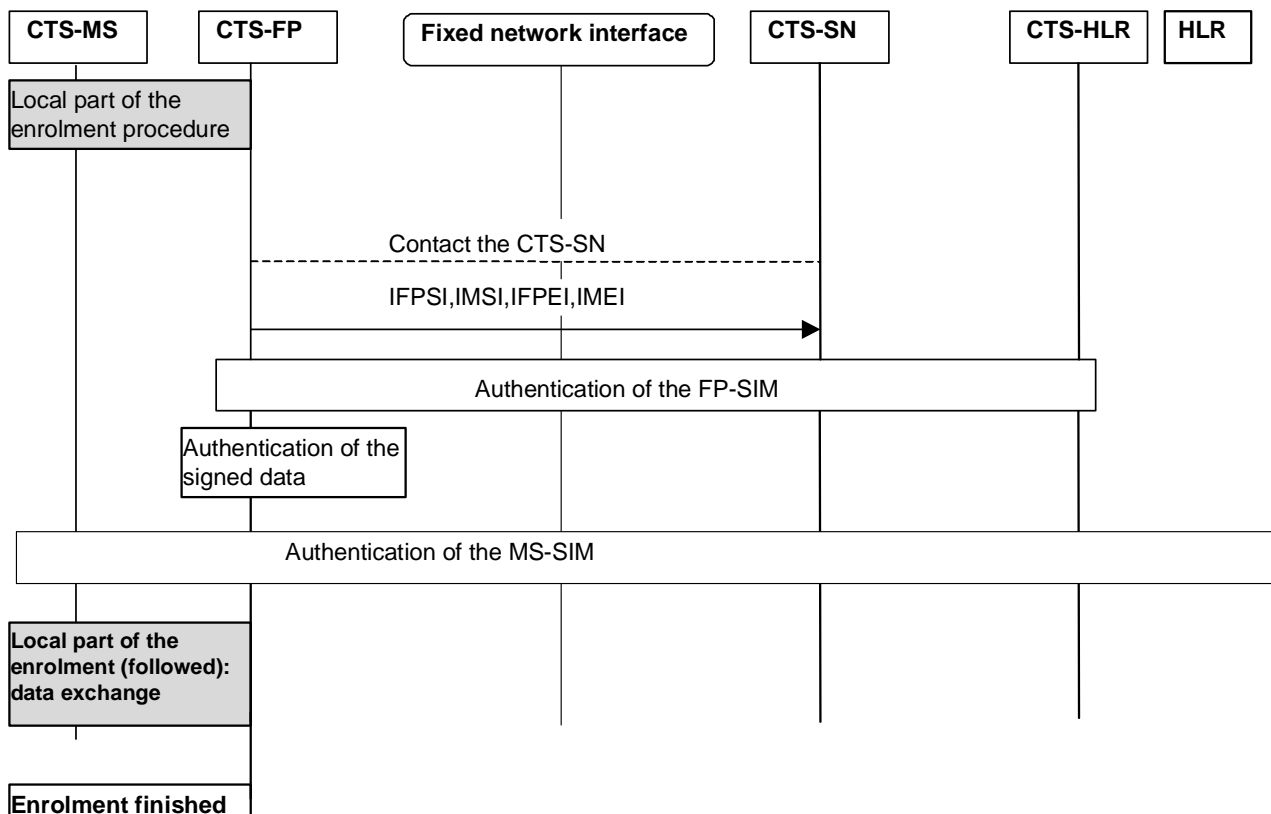 CTS-MS
CTS-FP
Fixed network interface
CTS-SN
CTS-HLR
HLR
Local part of the
enrolment procedure
Contact the CTS-SN
IFPSI,IMSI,IFPEI,IMEI
Authentication of the FP-SIM
Authentication of the
signed data
Authentication of the MS-SIM
Local part of the
enrolment (followed):
data exchange
Enrolment finished